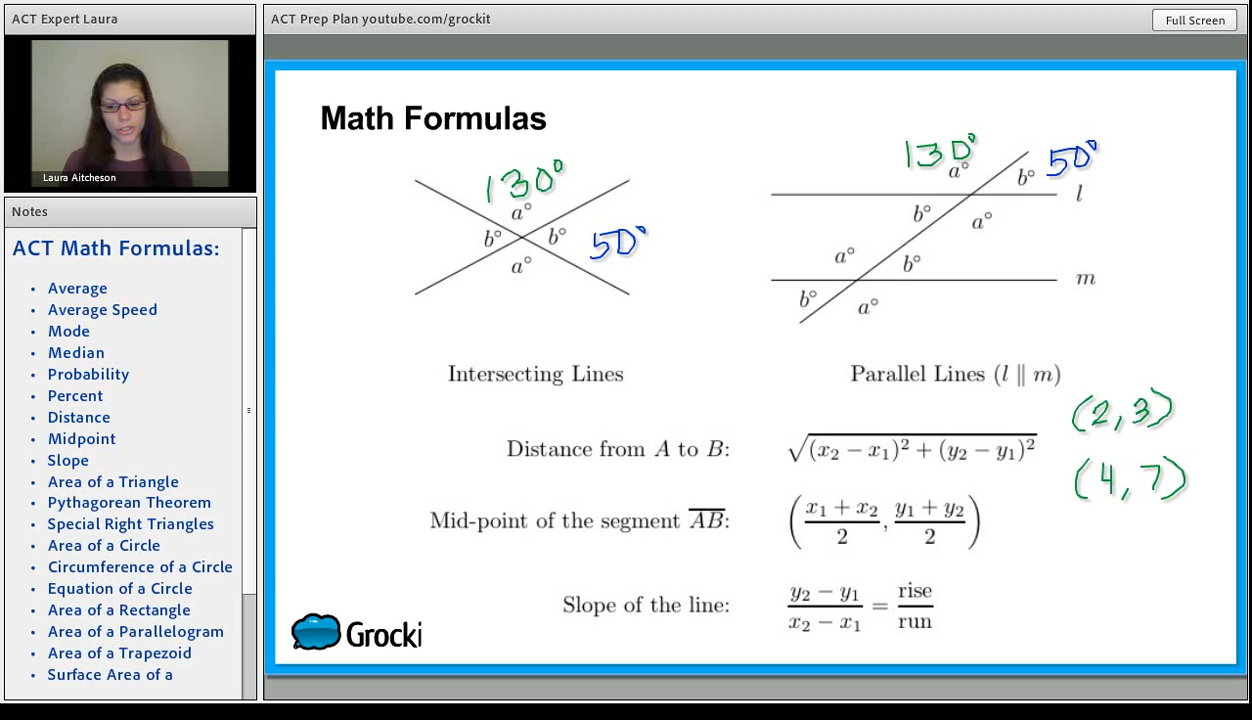 ACT Expert Laura
Laura Aitcheson
Notes
ACT Math Formulas:
• Average
• Average Speed
• Mode
• Median
• Probability
• Percent
• Distance
• Midpoint
• Slope
• Area of a Triangle
• Pythagorean Theorem
• Special Right Triangles
• Area of a Circle
• Circumference of a Circle
• Equation of a Circle
• Area of a Rectangle
• Area of a Parallelogram
• Area of a Trapezoid
• Surface Area of a
ACT Prep Plan youtube.com/grockit
Full Screen
Math Formulas
130°
a°
b° b° 50°
a°
130°
a° b° 50°
l
b° a°
a° b°
m
b° a°
Intersecting Lines
Parallel Lines (l ∥ m)
(2,3)
Distance from A to B: √(x₂ − x₁)² + (y₂ − y₁)²
(4,7)
Mid-point of the segment A̅B̅: (x₁ + x₂/2, y₁ + y₂/2)
Slope of the line: y₂ − y₁/x₂ − x₁ = rise/run
Grocki